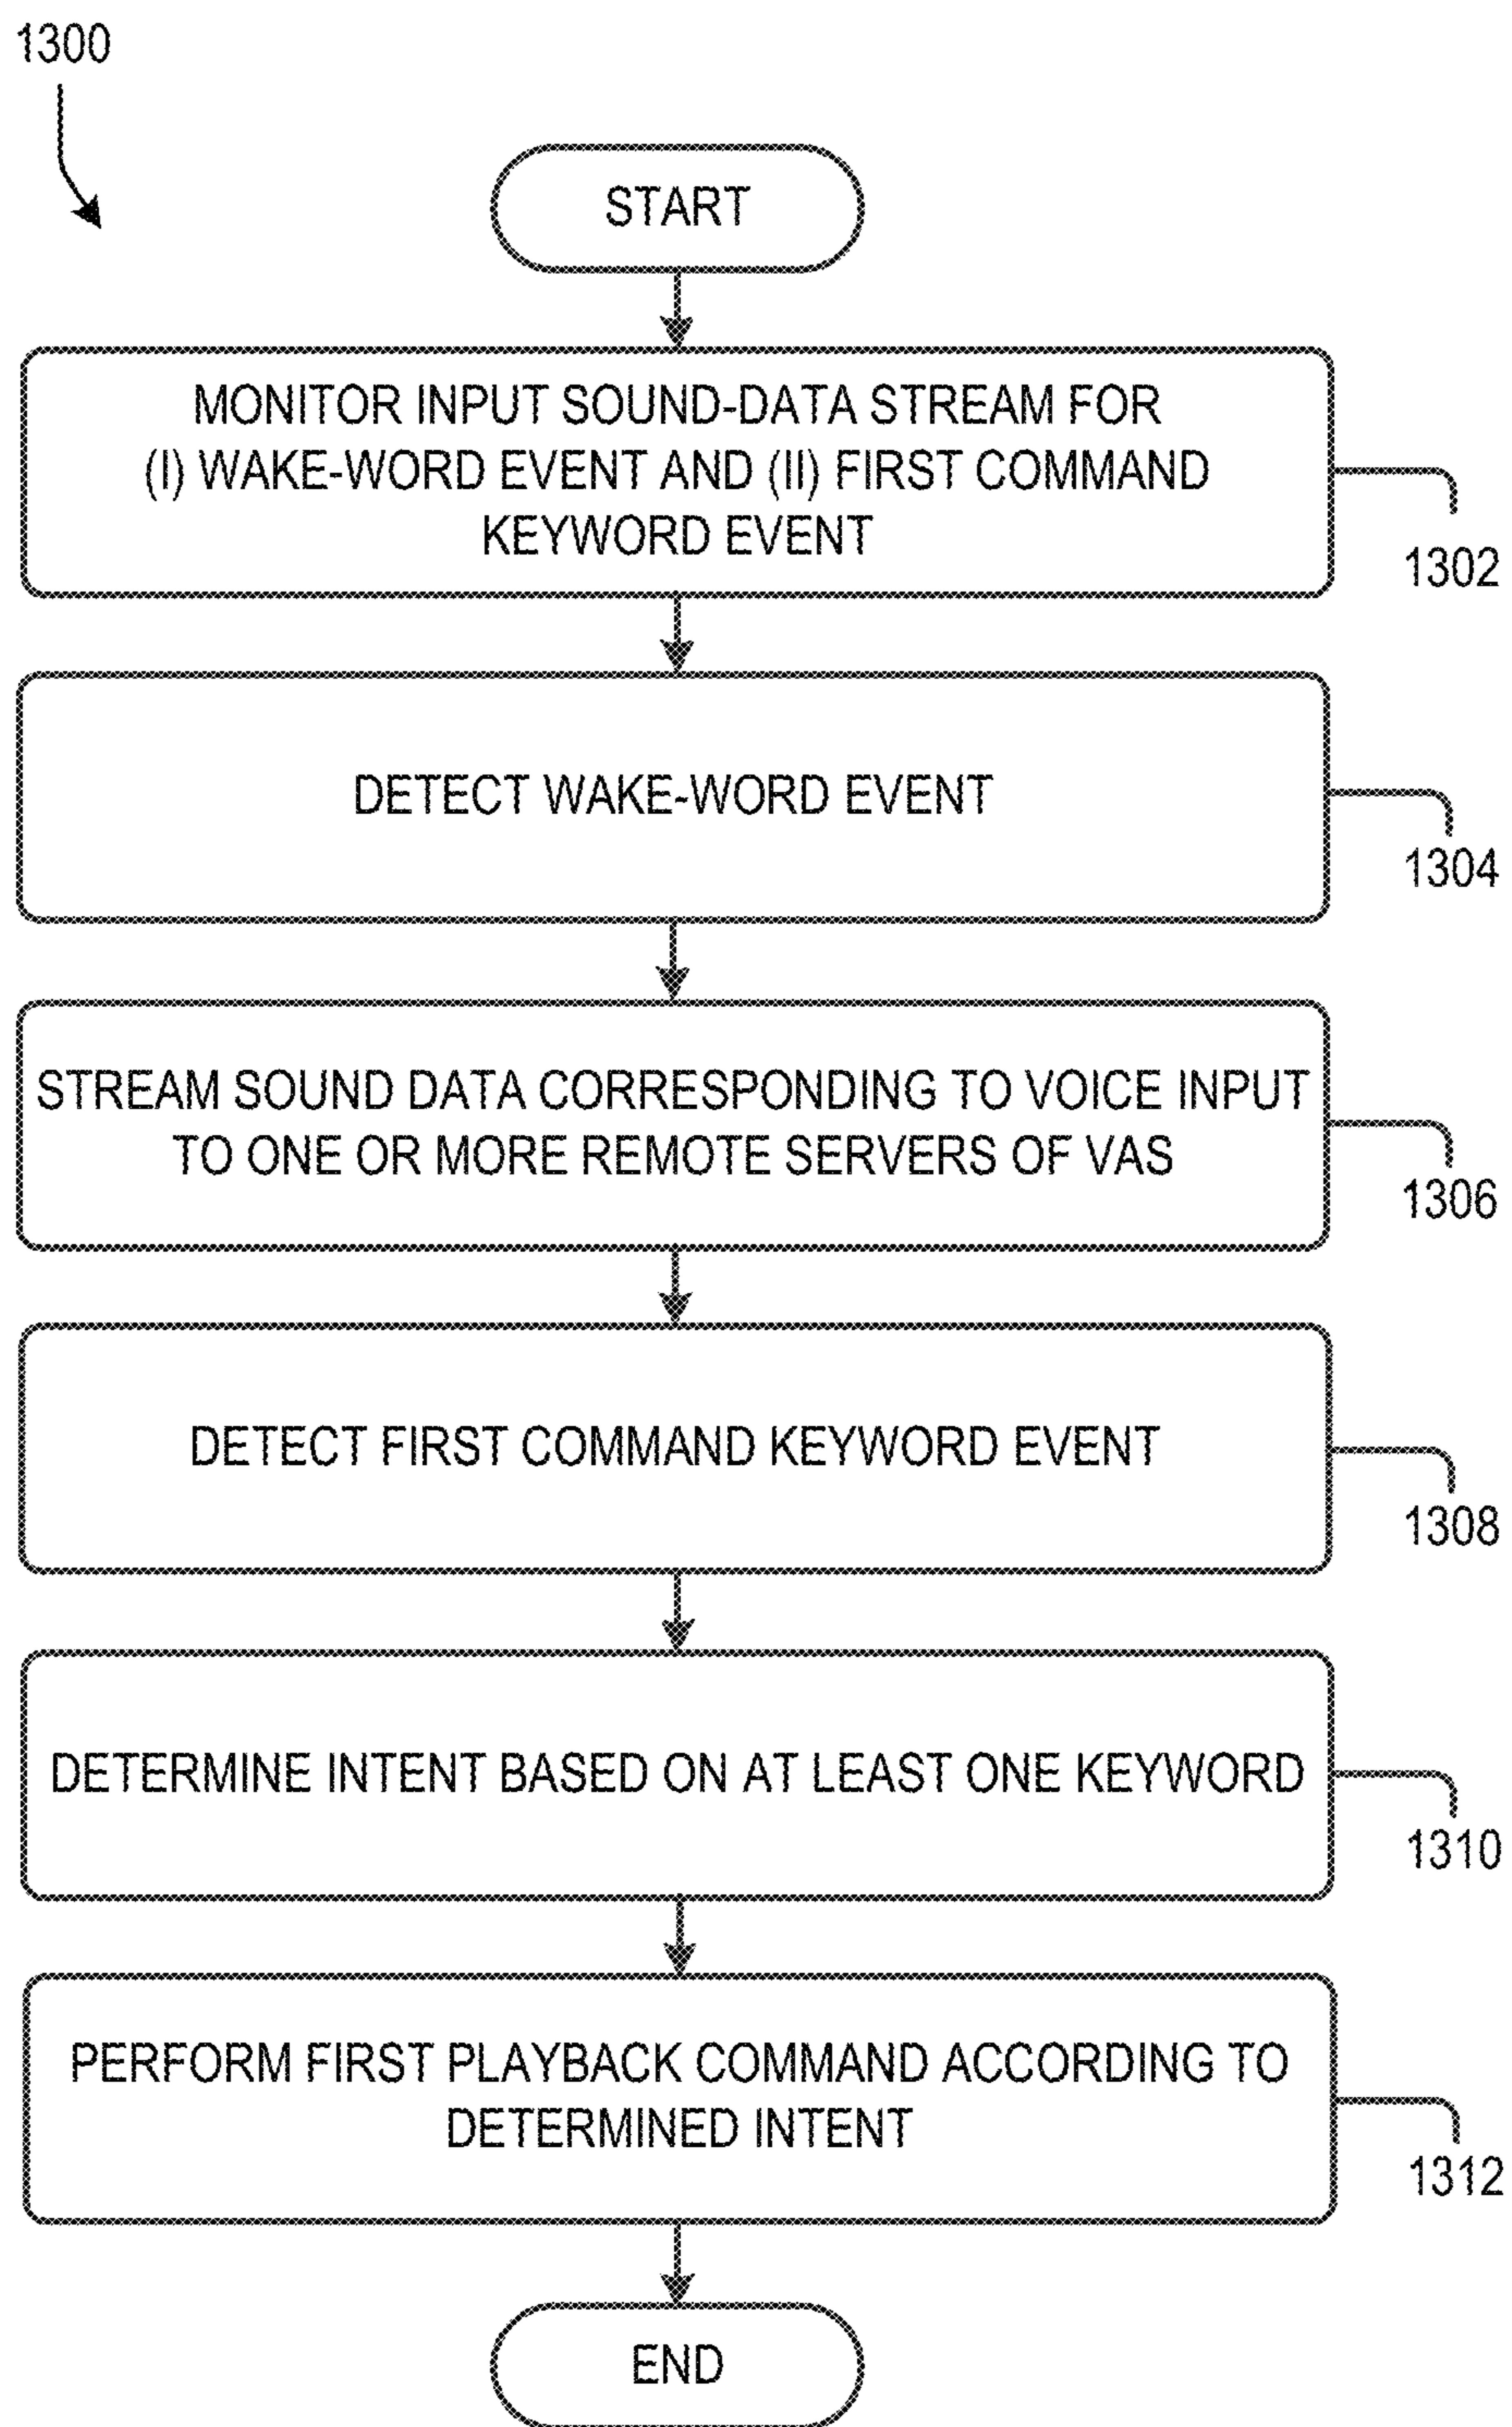 1300
START
MONITOR INPUT SOUND-DATA STREAM FOR
(I) WAKE-WORD EVENT AND (II) FIRST COMMAND
KEYWORD EVENT
1302
DETECT WAKE-WORD EVENT
1304
STREAM SOUND DATA CORRESPONDING TO VOICE INPUT
TO ONE OR MORE REMOTE SERVERS OF VAS
1306
DETECT FIRST COMMAND KEYWORD EVENT
1308
DETERMINE INTENT BASED ON AT LEAST ONE KEYWORD
1310
PERFORM FIRST PLAYBACK COMMAND ACCORDING TO
DETERMINED INTENT
1312
END